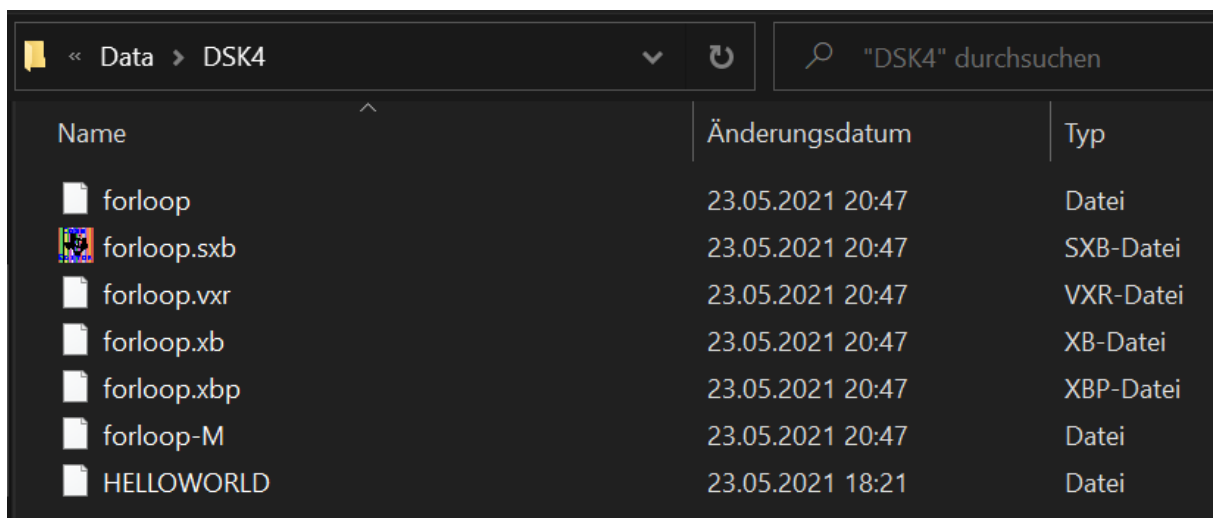 « Data > DSK4 "DSK4" durchsuchen
Name Änderungsdatum Typ
forloop 23.05.2021 20:47 Datei
forloop.sxb 23.05.2021 20:47 SXB-Datei
forloop.vxr 23.05.2021 20:47 VXR-Datei
forloop.xb 23.05.2021 20:47 XB-Datei
forloop.xbp 23.05.2021 20:47 XBP-Datei
forloop-M 23.05.2021 20:47 Datei
HELLOWORLD 23.05.2021 18:21 Datei